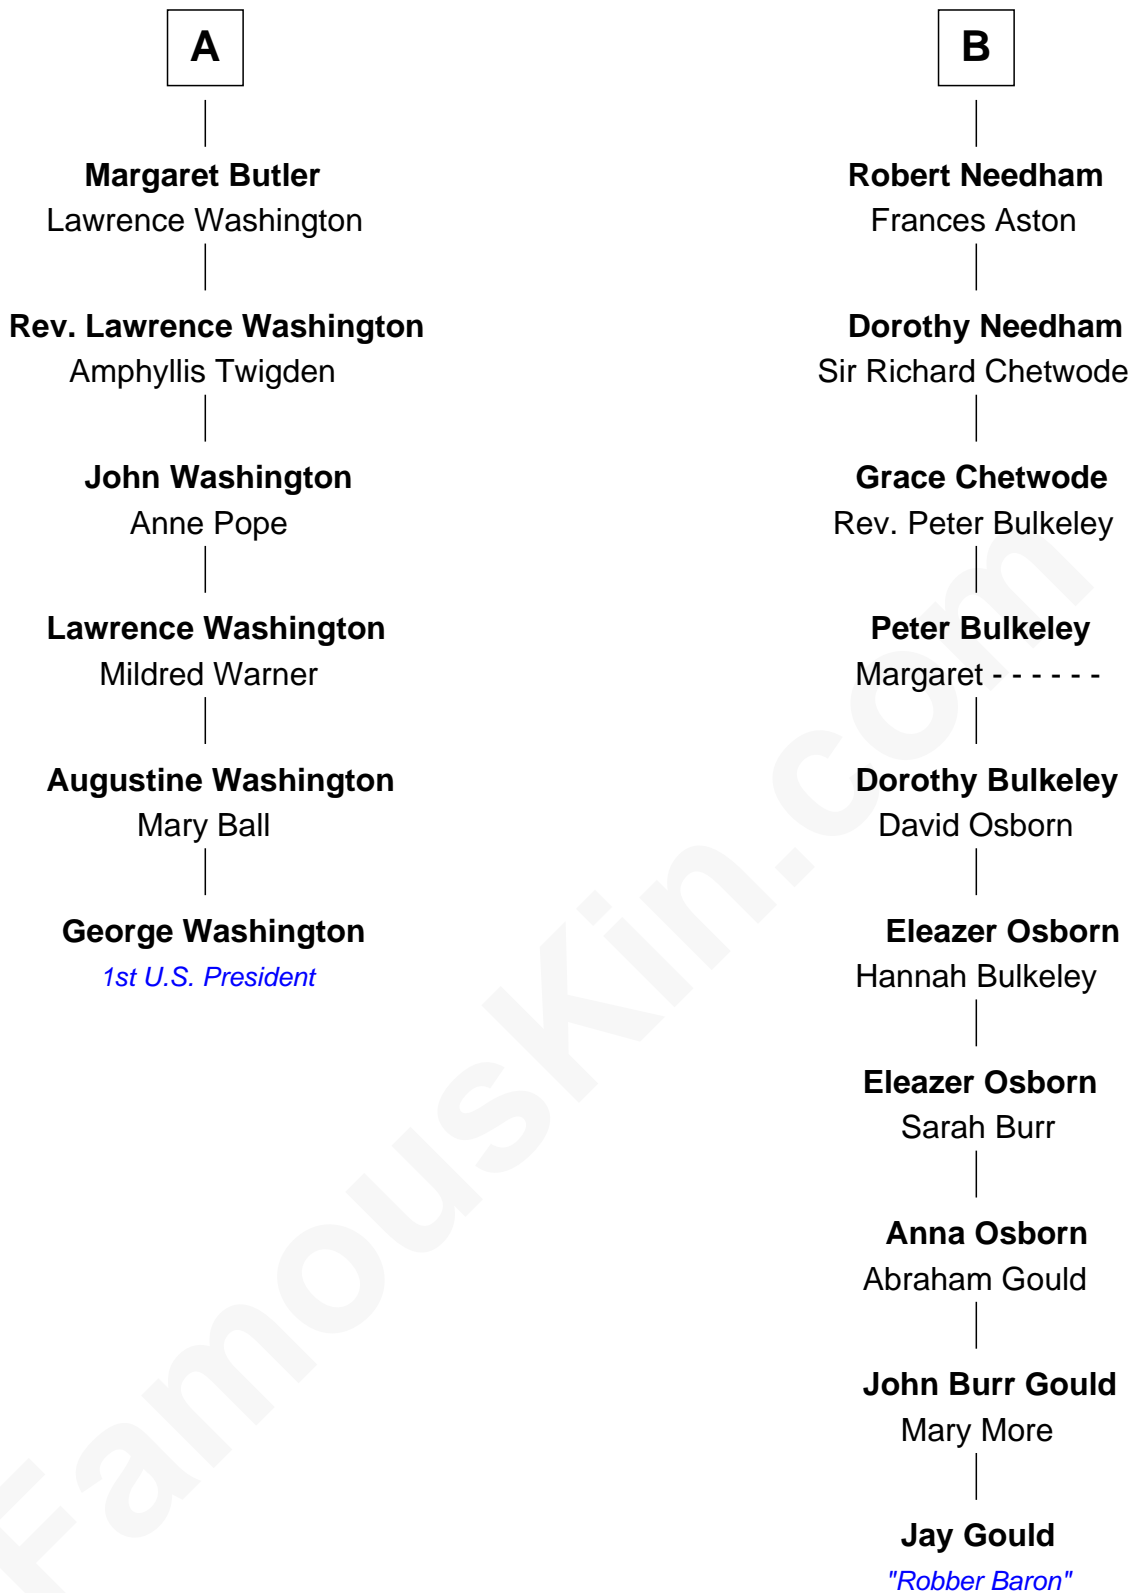 A
Margaret Butler
Lawrence Washington
Rev. Lawrence Washington
Amphyllis Twigden
John Washington
Anne Pope
Lawrence Washington
Mildred Warner
Augustine Washington
Mary Ball
George Washington
1st U.S. President
B
Robert Needham
Frances Aston
Dorothy Needham
Sir Richard Chetwode
Grace Chetwode
Rev. Peter Bulkeley
Peter Bulkeley
Margaret - - - - - -
Dorothy Bulkeley
David Osborn
Eleazer Osborn
Hannah Bulkeley
Eleazer Osborn
Sarah Burr
Anna Osborn
Abraham Gould
John Burr Gould
Mary More
Jay Gould
"Robber Baron"
FamousKin.com